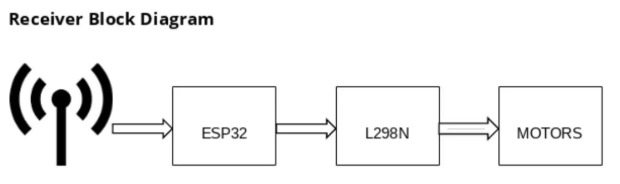 Receiver Block Diagram
ESP32
L298N
MOTORS